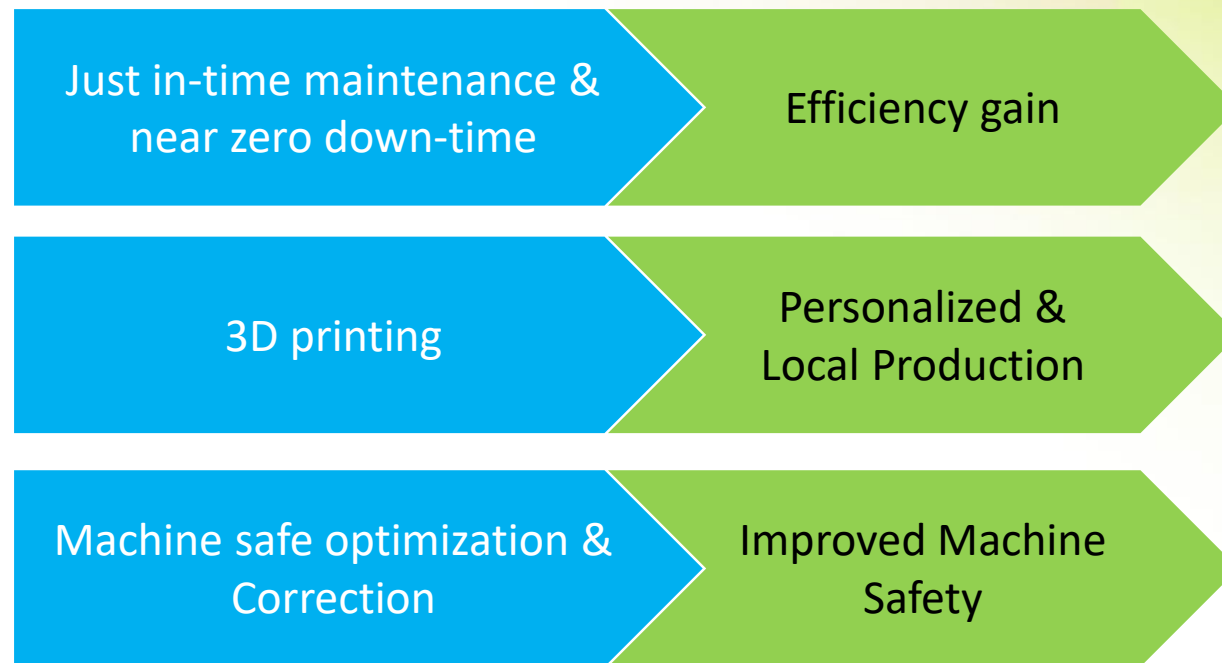 Just in-time maintenance &
near zero down-time
Efficiency gain
3D printing
Personalized &
Local Production
Machine safe optimization &
Correction
Improved Machine
Safety